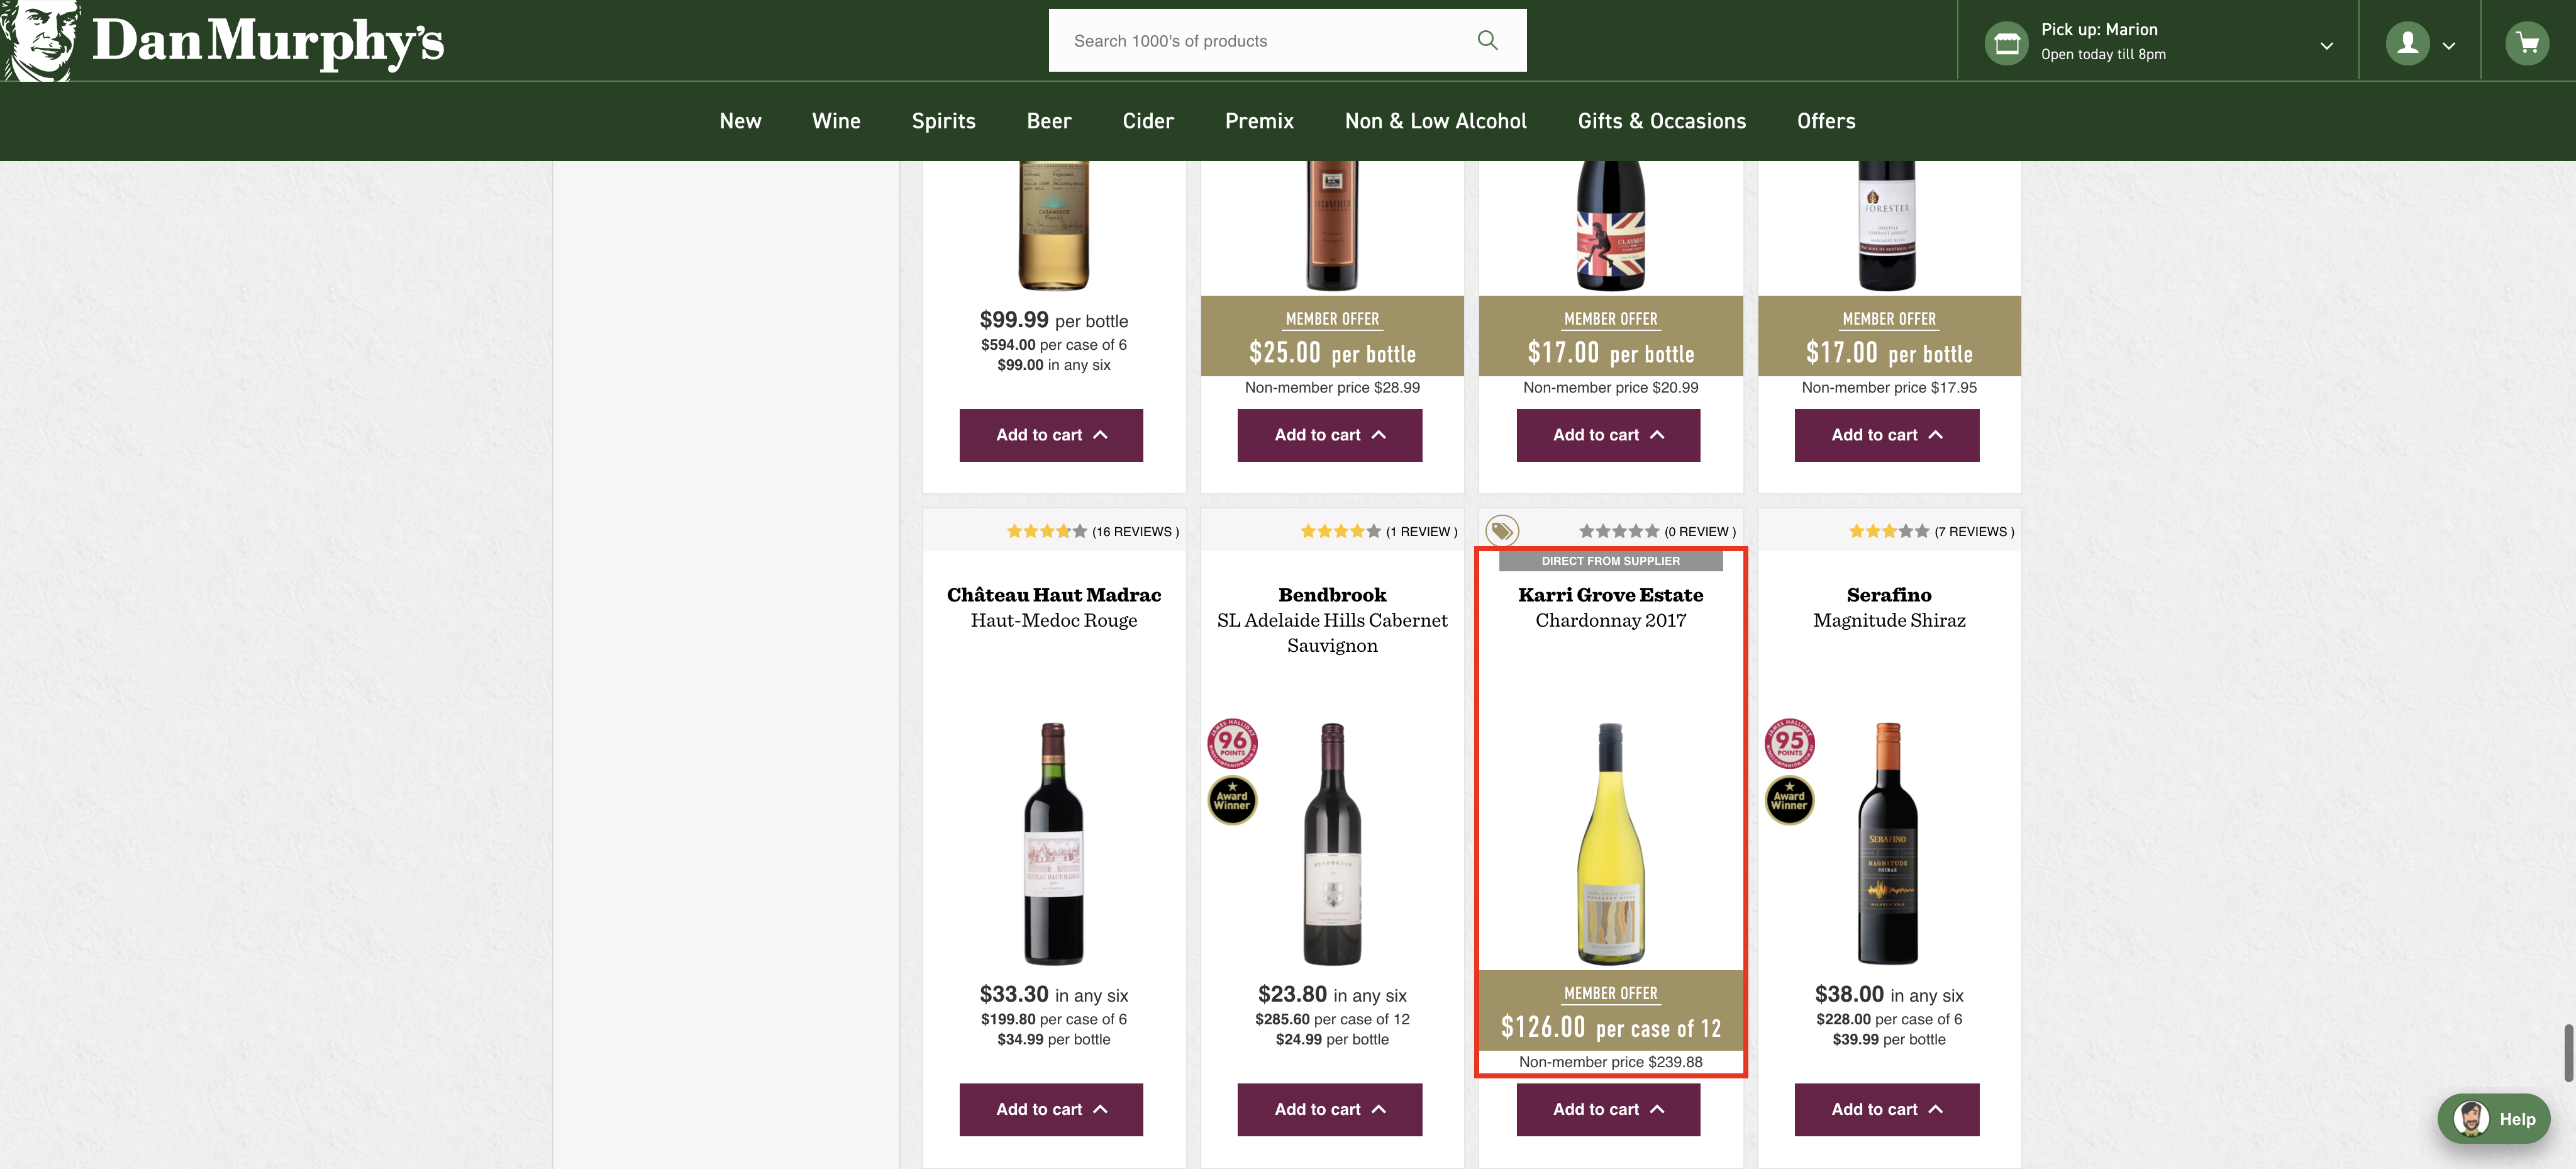 Dan Murphy's
Search 1000's of products
Pick up: Marion
Open today till 8pm
New Wine Spirits Beer Cider Premix Non & Low Alcohol Gifts & Occasions Offers
CASAMIGOS
CLAYMORE
FORESTER
$99.99 per bottle
$594.00 per case of 6
$99.00 in any six
Add to cart
MEMBER OFFER
$25.00 per bottle
Non-member price $28.99
Add to cart
MEMBER OFFER
$17.00 per bottle
Non-member price $20.99
Add to cart
MEMBER OFFER
$17.00 per bottle
Non-member price $17.95
Add to cart
(16 REVIEWS )
Château Haut Madrac
Haut-Medoc Rouge
CHÂTEAU HAUT-MADRAC
$33.30 in any six
$199.80 per case of 6
$34.99 per bottle
Add to cart
(1 REVIEW )
Bendbrook
SL Adelaide Hills Cabernet
Sauvignon
96
POINTS
Award
Winner
BENDBROOK
$23.80 in any six
$285.60 per case of 12
$24.99 per bottle
Add to cart
(0 REVIEW )
DIRECT FROM SUPPLIER
Karri Grove Estate
Chardonnay 2017
MEMBER OFFER
$126.00 per case of 12
Non-member price $239.88
Add to cart
(7 REVIEWS )
Serafino
Magnitude Shiraz
95
POINTS
Award
Winner
SERAFINO
MAGNITUDE
SHIRAZ
$38.00 in any six
$228.00 per case of 6
$39.99 per bottle
Add to cart
Help